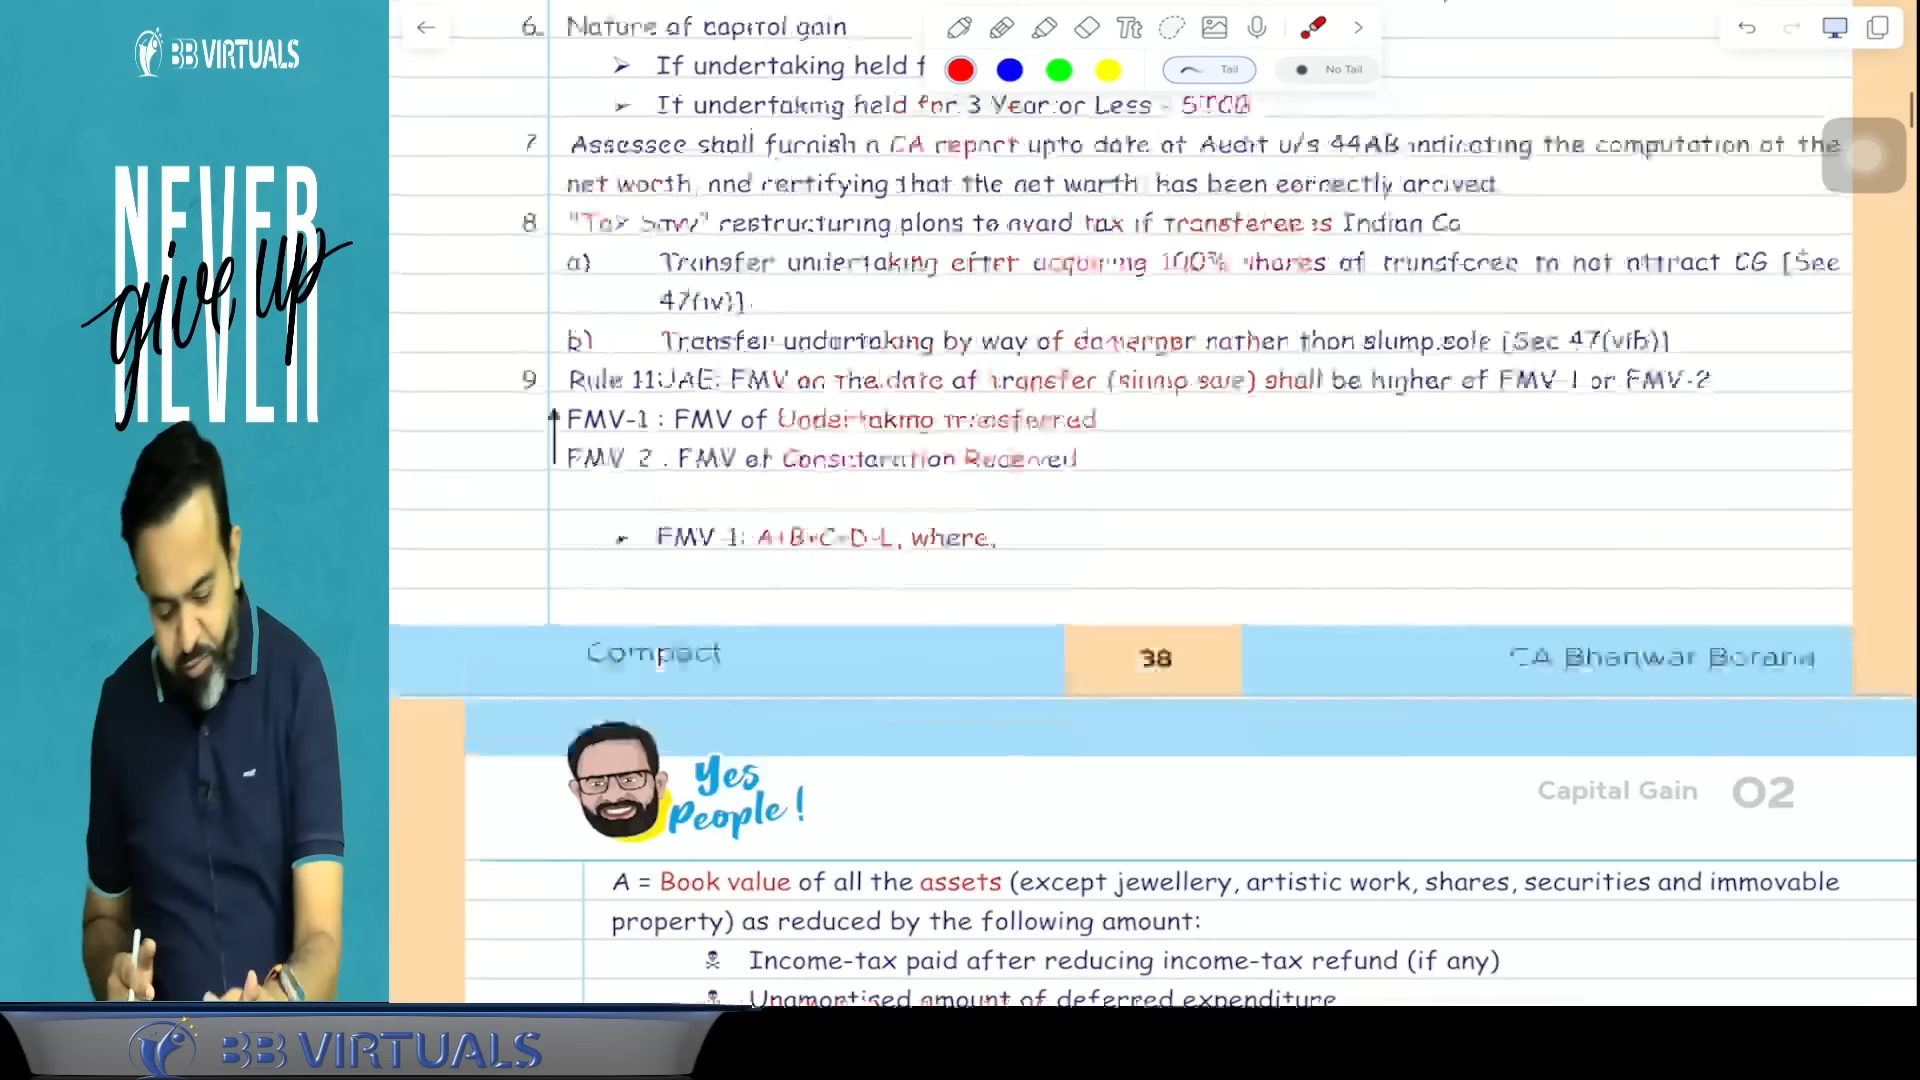 BB VIRTUALS
NEVER
give up
NEVER
6. Nature of capital gain
➢ If undertaking held f
➢ If undertaking held for 3 Year or Less - STCG
Tail
No Tail
7 Assessee shall furnish a CA report upto date of Audit u/s 44AB indicating the computation of the
net worth and certifying that the net worth has been correctly arrived
8 "Tax Savvy" restructuring plans to avoid tax if transferee is Indian Co
a) Transfer undertaking after acquiring 100% shares of transferee to not attract CG [See
47(iv)].
b) Transfer undertaking by way of demerger rather than slump sale [Sec 47(vib)]
9 Rule 11UAE: FMV on the date of transfer (slump sale) shall be higher of FMV-1 or FMV-2
FMV-1 : FMV of Undertaking Transferred
FMV-2 : FMV of Consideration Received
➢ FMV-1: A+B+C+D-L, where,
Compact 38 CA Bhanwar Borana
Yes
People!
Capital Gain 02
A = Book value of all the assets (except jewellery, artistic work, shares, securities and immovable
property) as reduced by the following amount:
Income-tax paid after reducing income-tax refund (if any)
Unamortised amount of deferred expenditure
BB VIRTUALS